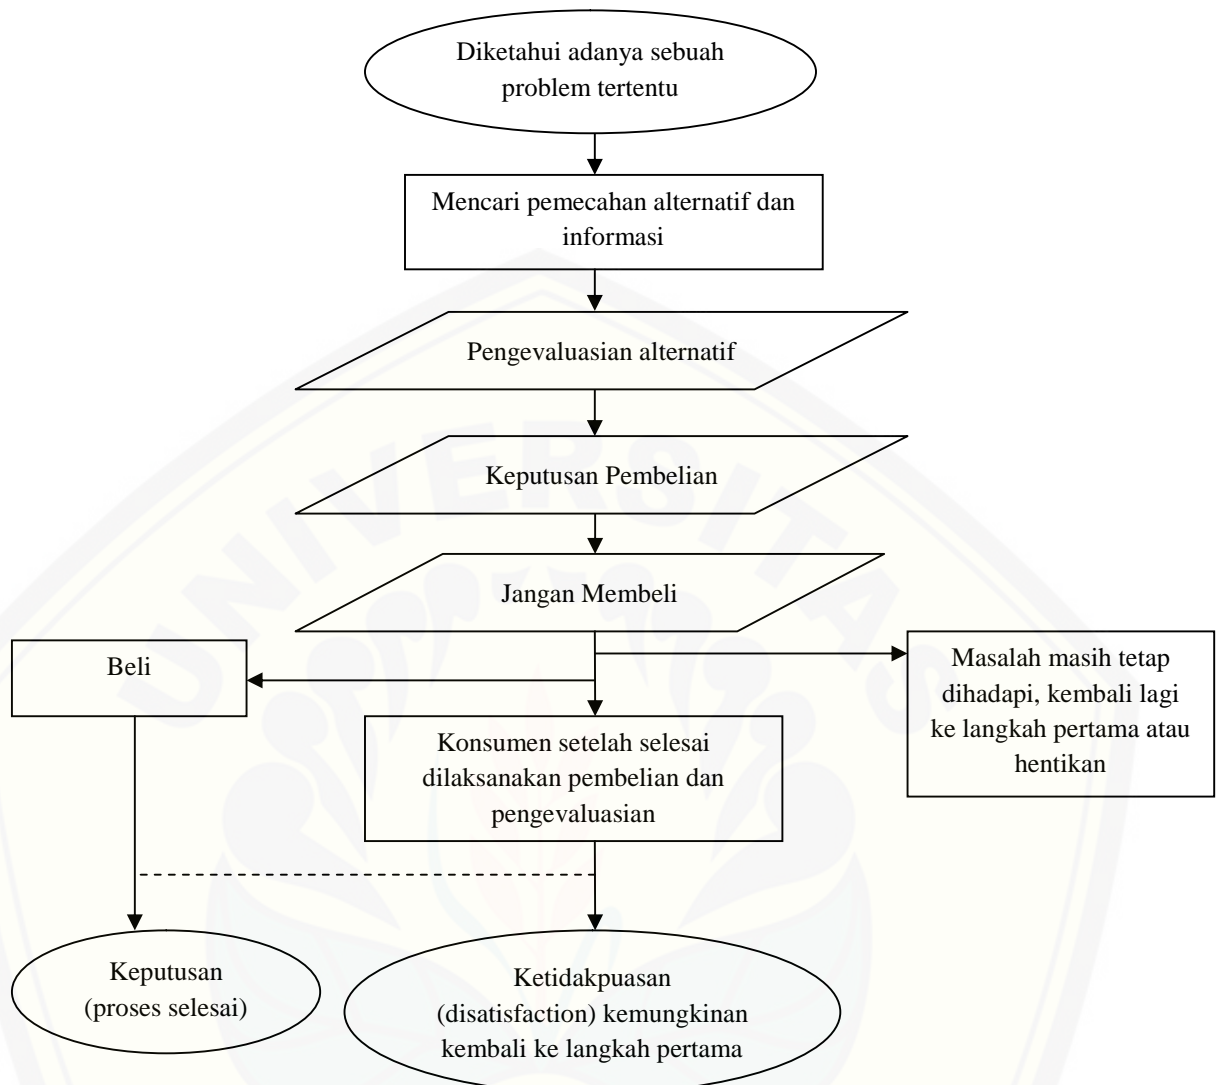 Diketahui adanya sebuah
problem tertentu
Mencari pemecahan alternatif dan
informasi
Pengevaluasian alternatif
Keputusan Pembelian
Jangan Membeli
Beli
Masalah masih tetap
dihadapi, kembali lagi
ke langkah pertama atau
hentikan
Konsumen setelah selesai
dilaksanakan pembelian dan
pengevaluasian
Keputusan
(proses selesai)
Ketidakpuasan
(disatisfaction) kemungkinan
kembali ke langkah pertama
UNIVERSITAS